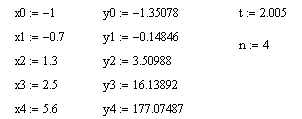 x0 := −1 y0 := −1.35078 t := 2.005
x1 := −0.7 y1 := −0.14846
n := 4
x2 := 1.3 y2 := 3.50988
x3 := 2.5 y3 := 16.13892
x4 := 5.6 y4 := 177.07487